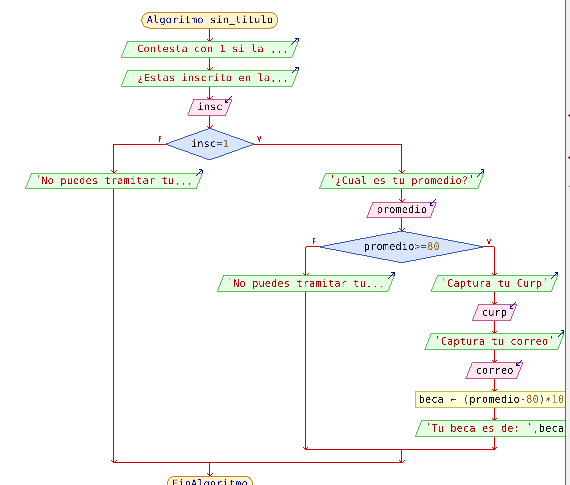 Algoritmo sin_titulo
Contesta con 1 si la ...
¿Estas inscrito en la...
insc
F
insc=1
V
'No puedes tramitar tu...
'¿Cual es tu promedio?'
promedio
F
promedio>=80
V
'No puedes tramitar tu...
'Captura tu Curp'
curp
'Captura tu correo'
correo
beca ← (promedio-80)*10
'Tu beca es de: ',beca
FinAlgoritmo